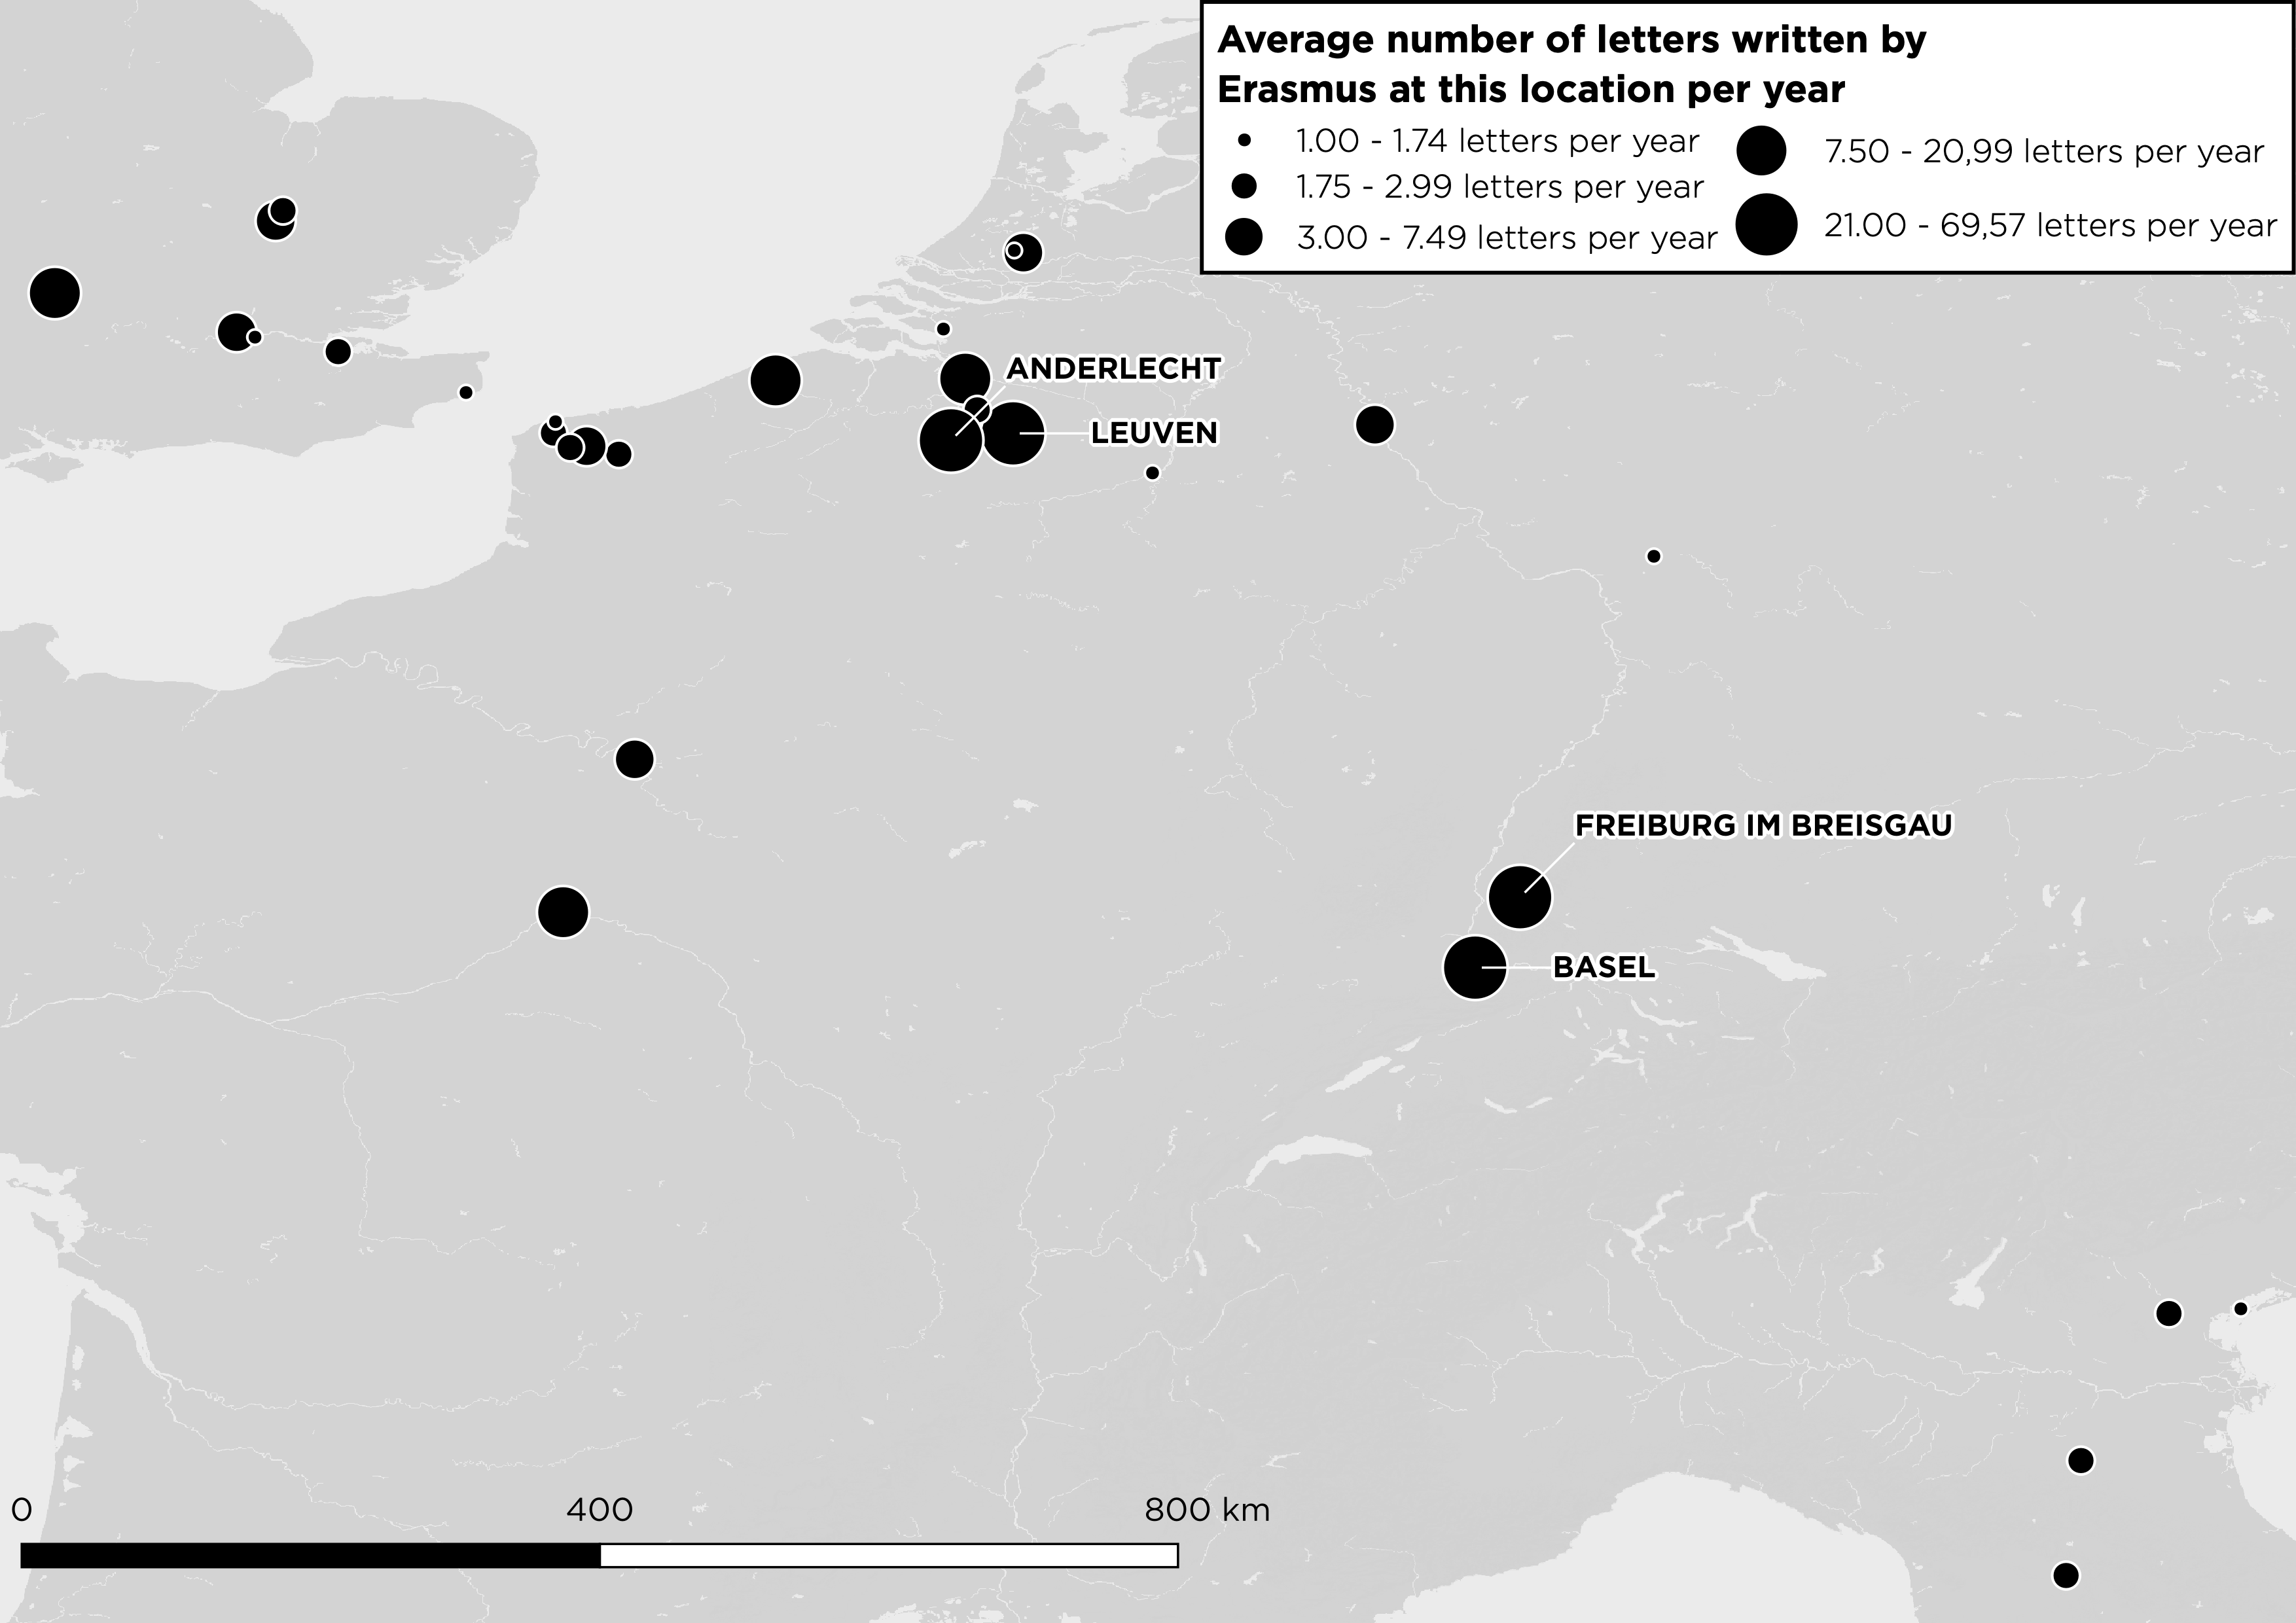 Average number of letters written by
Erasmus at this location per year
1.00 - 1.74 letters per year
1.75 - 2.99 letters per year
3.00 - 7.49 letters per year
7.50 - 20,99 letters per year
21.00 - 69,57 letters per year
ANDERLECHT
LEUVEN
FREIBURG IM BREISGAU
BASEL
0 400 800 km